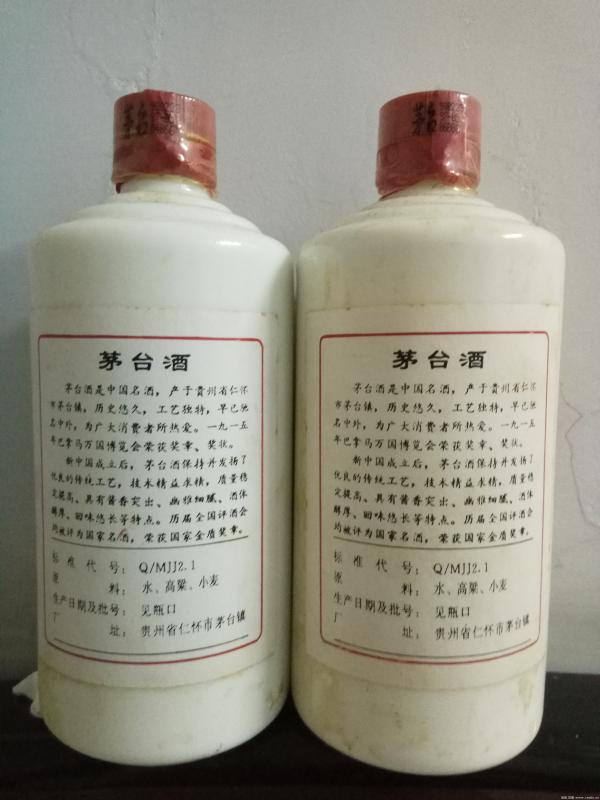 茅台
茅台
茅台酒
茅台酒是中国名酒，产于贵州省仁怀
市茅台镇，历史悠久，工艺独特，早已驰
名中外，为广大消费者所热爱。一九一五
年巴拿马万国博览会荣获奖章、奖状。
新中国成立后，茅台酒保持并发扬了
优良的传统工艺，技术精益求精，质量稳
定提高、具有酱香突出、幽雅细腻、酒体
醇厚、回味悠长等特点。历届全国评酒会
均被评为国家名酒，荣获国家金质奖章。
标准代号：Q/MJJ2.1
原料：水、高粱、小麦
生产日期及批号：见瓶口
厂址：贵州省仁怀市茅台镇
茅台酒
茅台酒是中国名酒，产于贵州省仁怀
市茅台镇，历史悠久，工艺独特，早已驰
名中外，为广大消费者所热爱。一九一五
年巴拿马万国博览会荣获奖章、奖状。
新中国成立后，茅台酒保持并发扬了
优良的传统工艺，技术精益求精，质量稳
定提高、具有酱香突出、幽雅细腻、酒体
醇厚、回味悠长等特点。历届全国评酒会
均被评为国家名酒，荣获国家金质奖章。
标准代号：Q/MJJ2.1
原料：水、高粱、小麦
生产日期及批号：见瓶口
厂址：贵州省仁怀市茅台镇